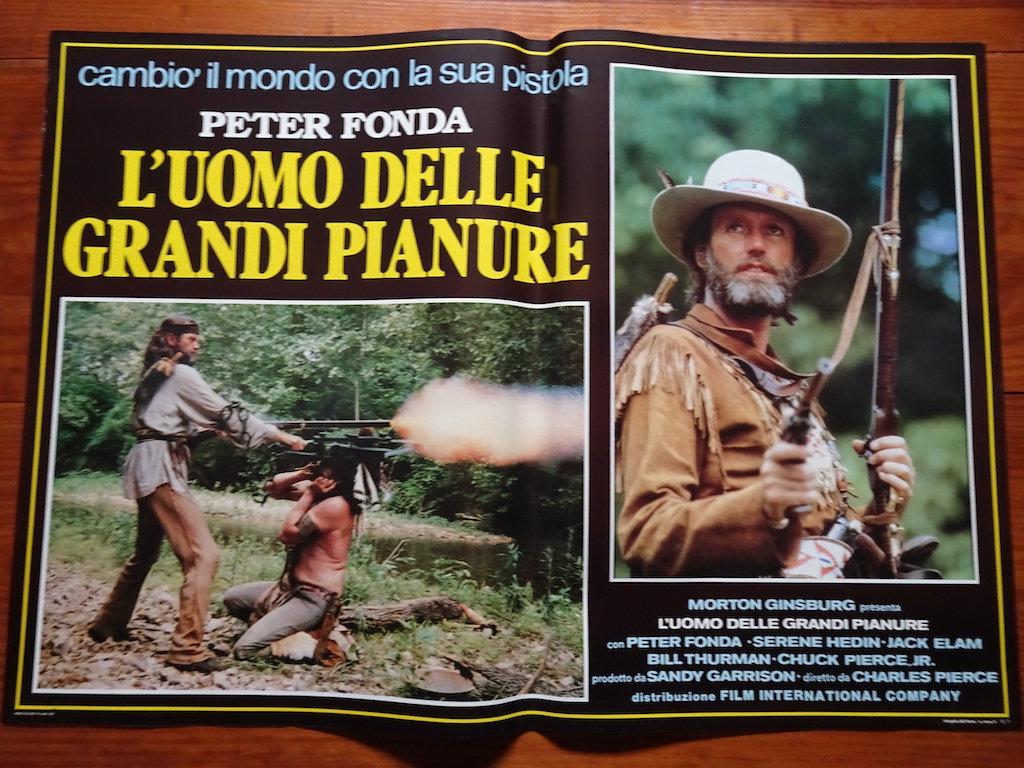 cambio' il mondo con la sua pistola
PETER FONDA
L'UOMO DELLE
GRANDI PIANURE
MORTON GINSBURG presenta
L'UOMO DELLE GRANDI PIANURE
con PETER FONDA · SERENE HEDIN · JACK ELAM
BILL THURMAN · CHUCK PIERCE, JR.
prodotto da SANDY GARRISON · diretto da CHARLES PIERCE
distribuzione FILM INTERNATIONAL COMPANY